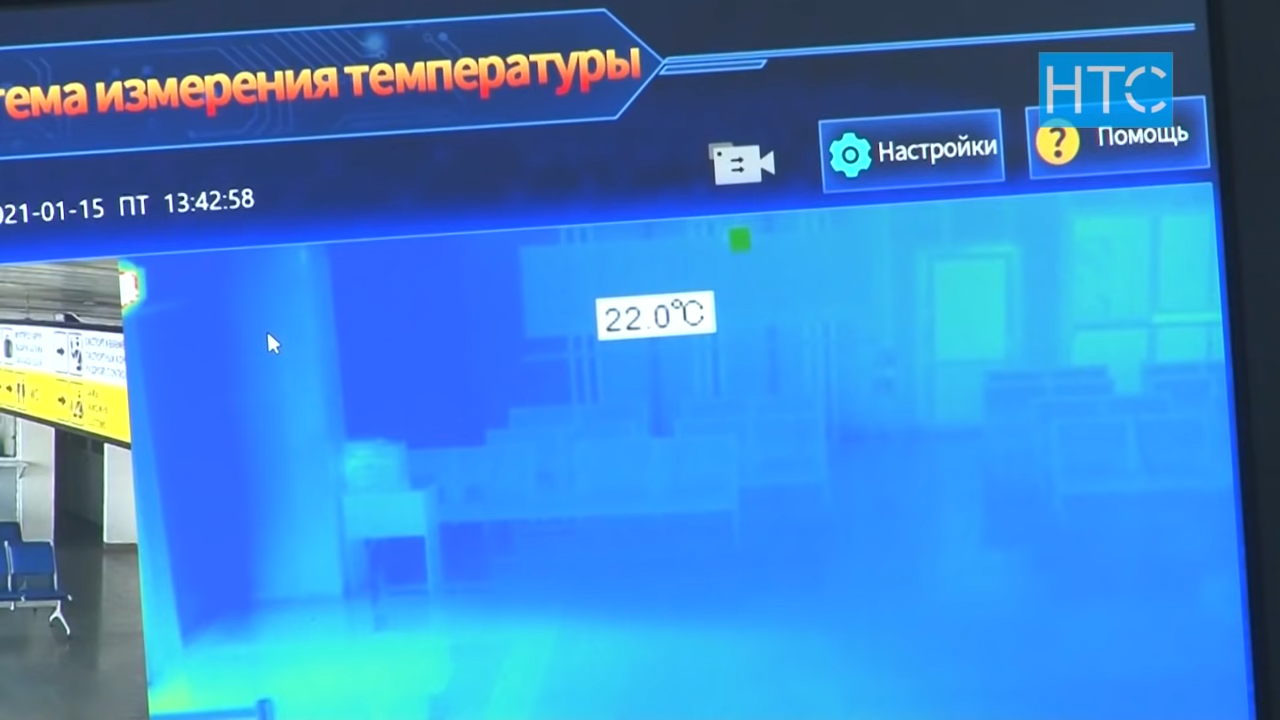 тема измерения температуры
НТС
Настройки
Помощь
021-01-15 ПТ 13:42:58
22.0℃